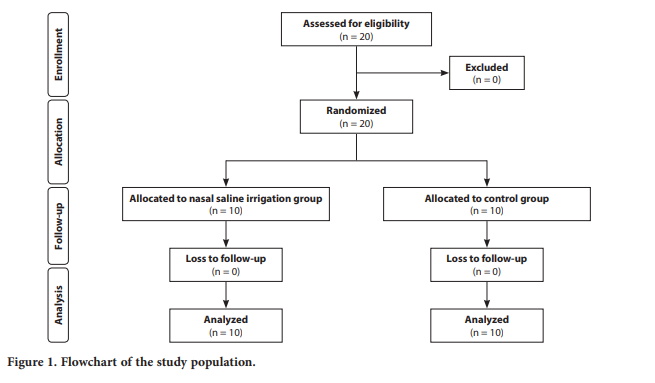 Enrollment
Assessed for eligibility
(n = 20)
Excluded
(n = 0)
Allocation
Randomized
(n = 20)
Follow-up
Allocated to nasal saline irrigation group
(n = 10)
Allocated to control group
(n = 10)
Loss to follow-up
(n = 0)
Loss to follow-up
(n = 0)
Analysis
Analyzed
(n = 10)
Analyzed
(n = 10)
Figure 1. Flowchart of the study population.